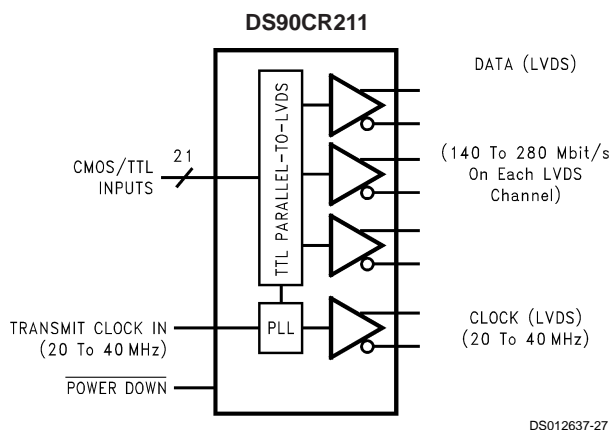 DS90CR211
DATA (LVDS)
21
CMOS/TTL
INPUTS
TTL PARALLEL-TO-LVDS
(140 To 280 Mbit/s
On Each LVDS
Channel)
TRANSMIT CLOCK IN
(20 To 40 MHz)
PLL
CLOCK (LVDS)
(20 To 40 MHz)
POWER DOWN
DS012637-27